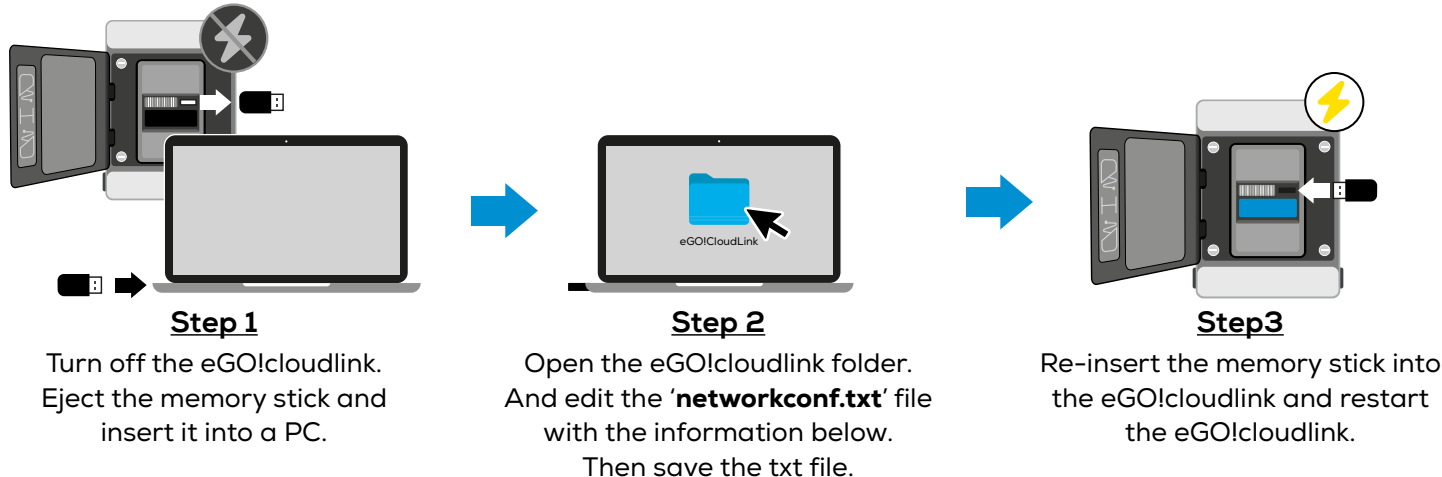 eGO!CloudLink
Step 1
Turn off the eGO!cloudlink.
Eject the memory stick and
insert it into a PC.
Step 2
Open the eGO!cloudlink folder.
And edit the ‘networkconf.txt’ file
with the information below.
Then save the txt file.
Step3
Re-insert the memory stick into
the eGO!cloudlink and restart
the eGO!cloudlink.